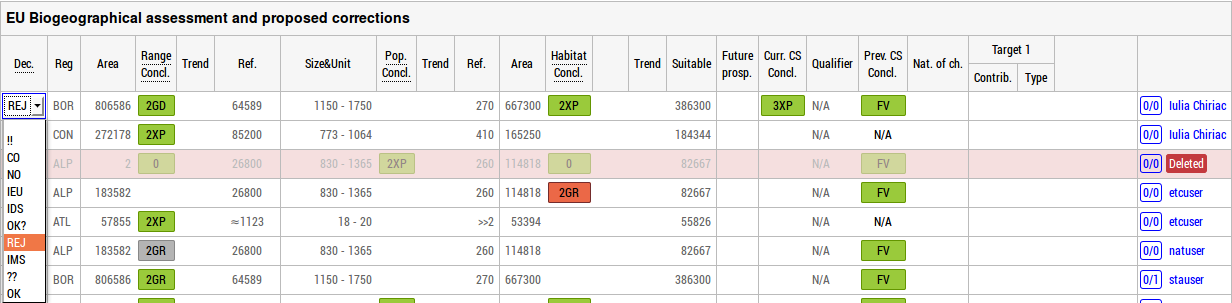 EU Biogeographical assessment and proposed corrections
Dec. Reg Area Range Concl. Trend Ref. Size&Unit Pop. Concl. Trend Ref. Area Habitat Concl. Trend Suitable Future prosp. Curr. CS Concl. Qualifier Prev. CS Concl. Nat. of ch. Target 1
Contrib. Type
REJ BOR 806586 2GD 64589 1150 - 1750 270 667300 2XP 386300 3XP N/A FV 0/0 Iulia Chiriac
!! CON 272178 2XP 85200 773 - 1064 410 165250 184344 N/A N/A 0/0 Iulia Chiriac
CO ALP 2 0 26800 830 - 1365 2XP 260 114818 0 82667 N/A FV 0/0 Deleted
NO
IEU ALP 183582 26800 830 - 1365 260 114818 2GR 82667 N/A FV 0/0 etcuser
IDS
OK? ATL 57855 2XP ≈1123 18 - 20 >>2 53394 55826 N/A N/A 0/0 etcuser
REJ ALP 183582 2GR 26800 830 - 1365 260 114818 82667 N/A FV 0/0 natuser
IMS
?? BOR 806586 2GR 64589 1150 - 1750 270 667300 386300 N/A FV 0/1 stauser
OK